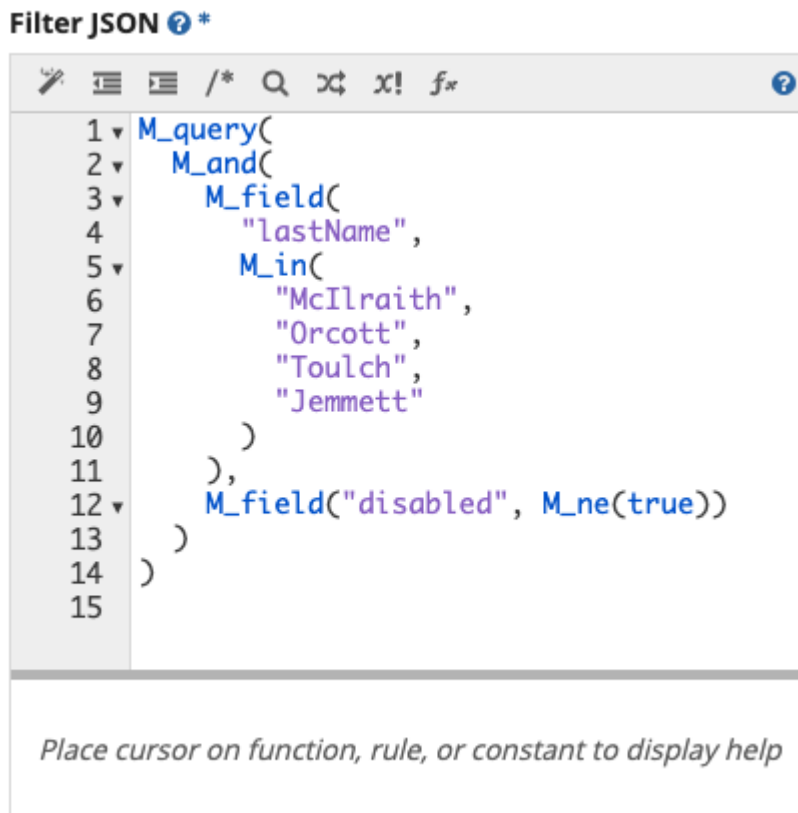 Filter JSON ? *
/* x! fx ?
1 M_query(
2 M_and(
3 M_field(
4 "lastName",
5 M_in(
6 "McIlraith",
7 "Orcott",
8 "Toulch",
9 "Jemmett"
10 )
11 ),
12 M_field("disabled", M_ne(true))
13 )
14 )
15
Place cursor on function, rule, or constant to display help